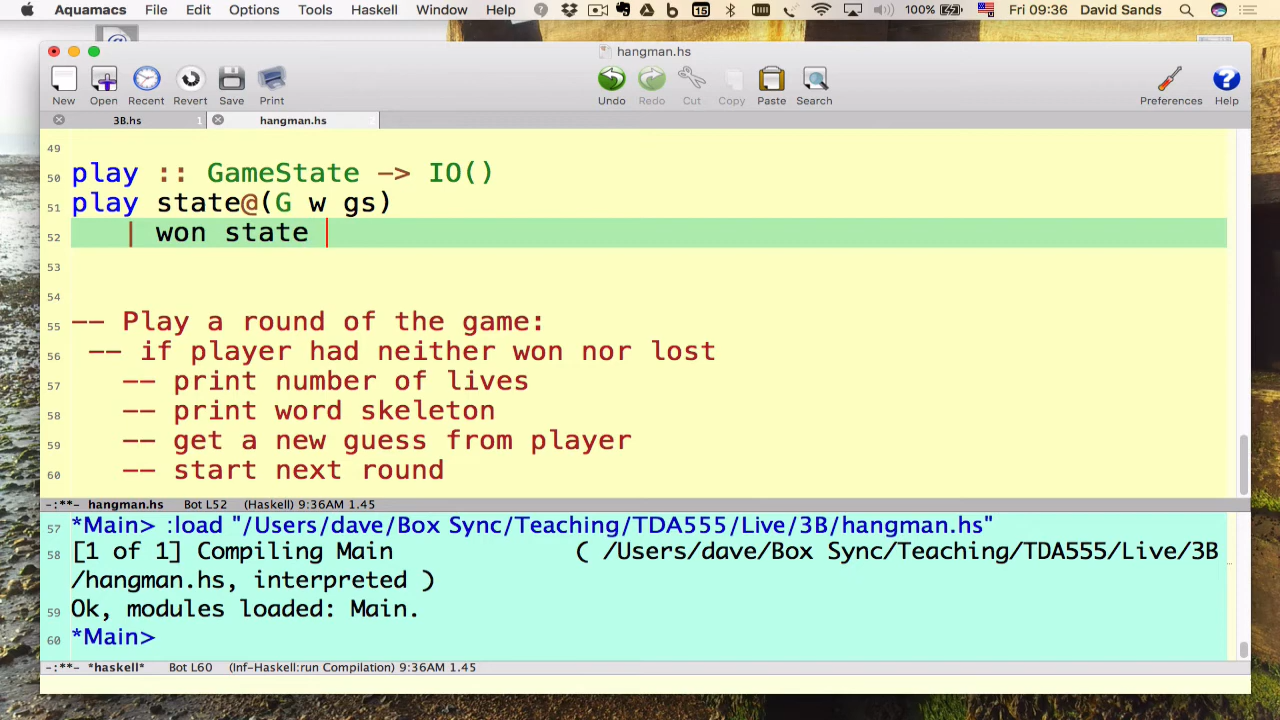 Aquamacs File Edit Options Tools Haskell Window Help 15 100% Fri 09:36 David Sands
hangman.hs
New Open Recent Revert Save Print Undo Redo Cut Copy Paste Search Preferences Help
3B.hs 1 hangman.hs 2
49
50 play :: GameState -> IO()
51 play state@(G w gs)
52 | won state
53
54
55 -- Play a round of the game:
56 -- if player had neither won nor lost
57 -- print number of lives
58 -- print word skeleton
59 -- get a new guess from player
60 -- start next round
-:**- hangman.hs Bot L52 (Haskell) 9:36AM 1.45
57 *Main> :load "/Users/dave/Box Sync/Teaching/TDA555/Live/3B/hangman.hs"
58 [1 of 1] Compiling Main ( /Users/dave/Box Sync/Teaching/TDA555/Live/3B
/hangman.hs, interpreted )
59 Ok, modules loaded: Main.
60 *Main>
-:**- *haskell* Bot L60 (Inf-Haskell:run Compilation) 9:36AM 1.45